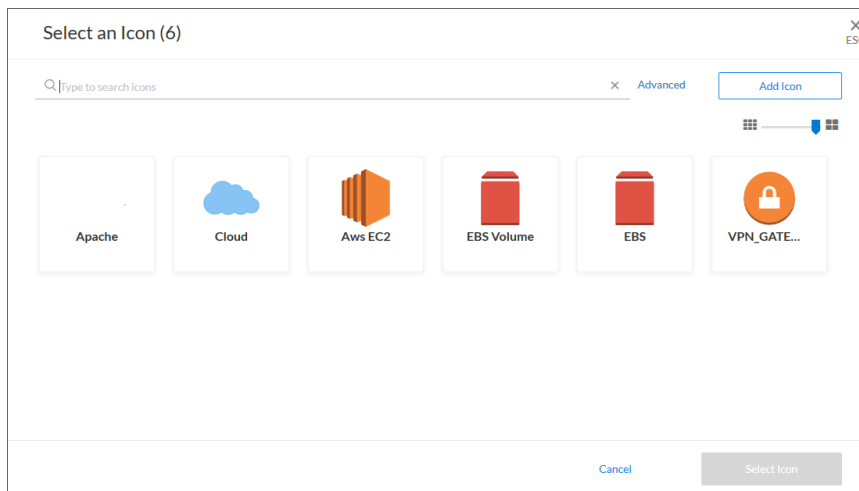 Select an Icon (6)
Type to search icons
Advanced
Add Icon
Apache
Cloud
Aws EC2
EBS Volume
EBS
VPN_GATE...
Cancel
Select Icon